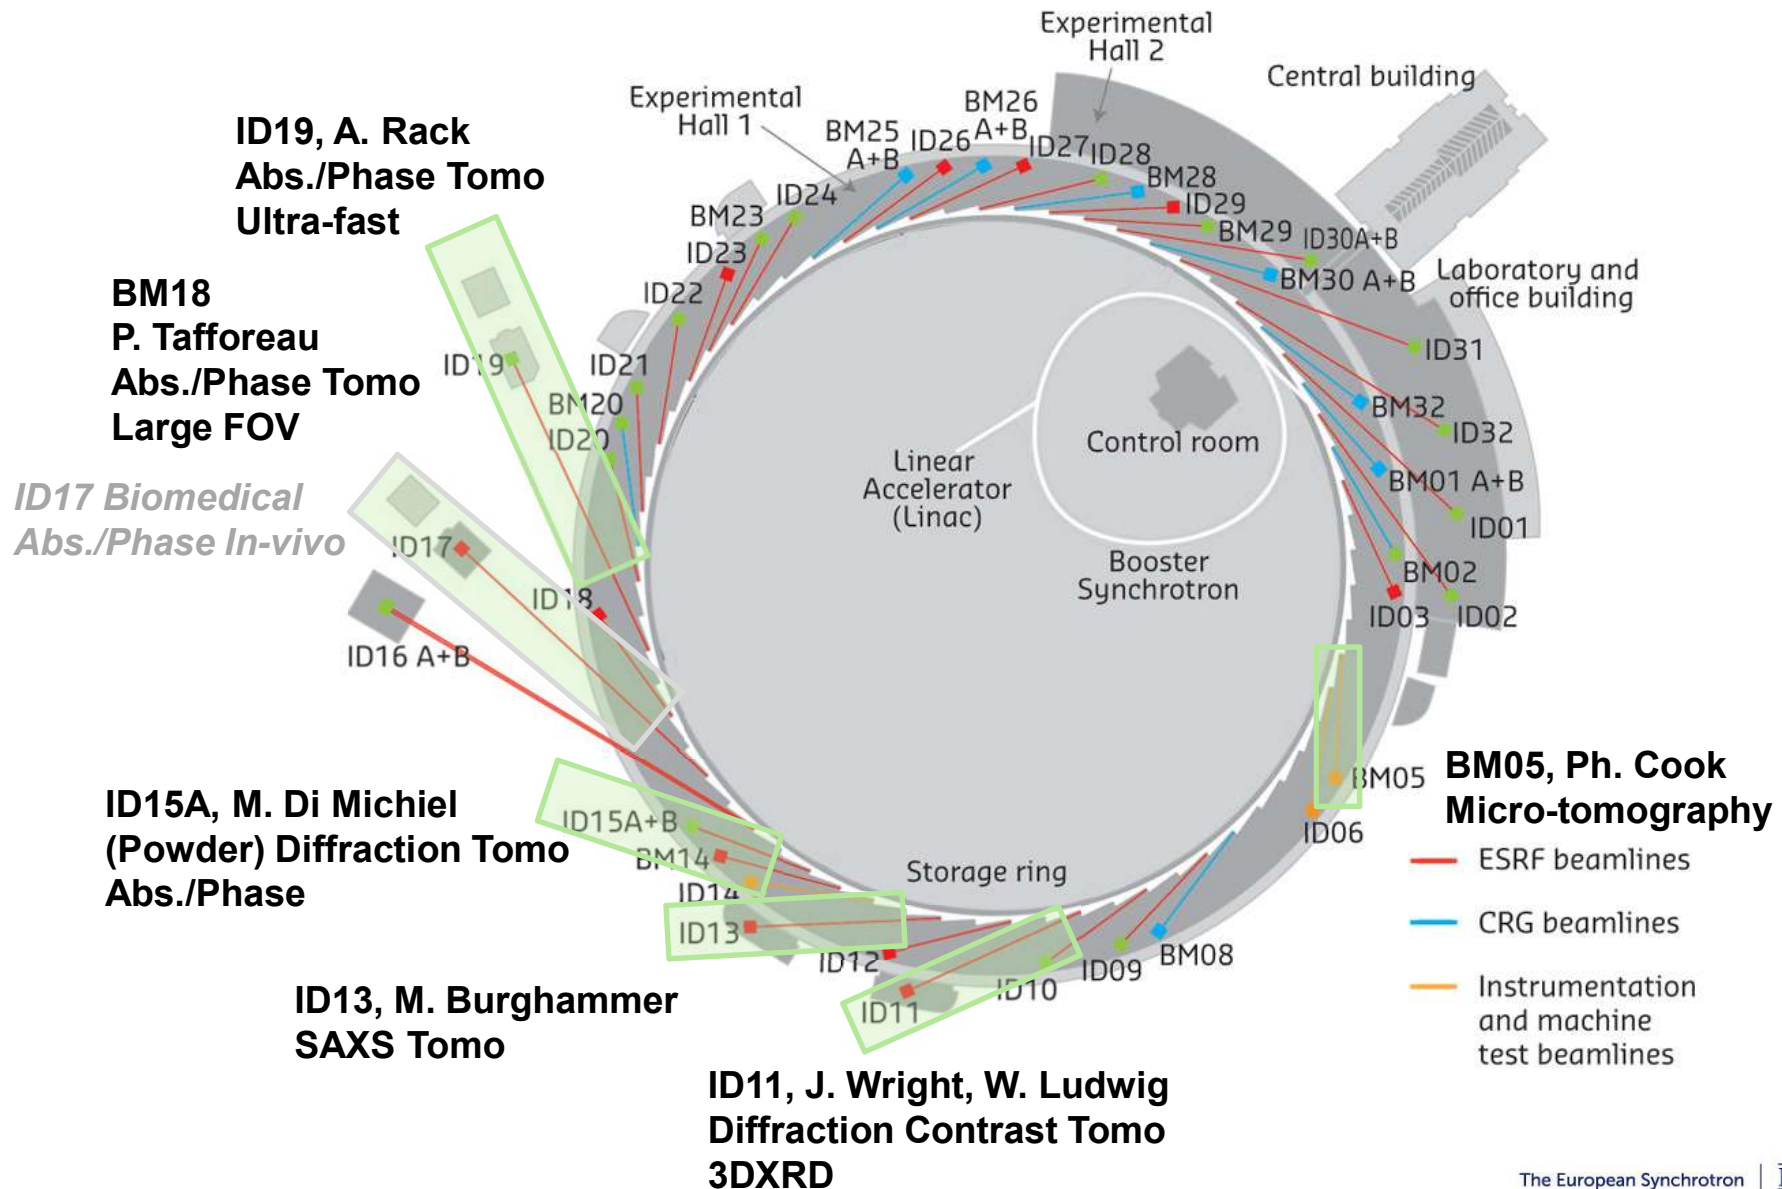 Experimental
Hall 2
Central building
Experimental
Hall 1
BM25
A+B
ID26
BM26
A+B
ID27
ID28
BM28
ID29
BM29
ID30A+B
BM30 A+B
Laboratory and
office building
ID31
BM32
ID32
BM01 A+B
ID01
BM02
ID03
ID02
ID24
BM23
ID23
ID22
ID21
BM20
ID20
ID19, A. Rack
Abs./Phase Tomo
Ultra-fast
ID19
BM18
P. Tafforeau
Abs./Phase Tomo
Large FOV
ID17 Biomedical
Abs./Phase In-vivo
ID17
ID18
ID16 A+B
Control room
Linear
Accelerator
(Linac)
Booster
Synchrotron
ID15A, M. Di Michiel
(Powder) Diffraction Tomo
Abs./Phase
ID15A+B
BM14
ID14
ID13
ID12
ID11
ID10
ID09
BM08
Storage ring
BM05
ID06
BM05, Ph. Cook
Micro-tomography
ESRF beamlines
CRG beamlines
Instrumentation
and machine
test beamlines
ID13, M. Burghammer
SAXS Tomo
ID11, J. Wright, W. Ludwig
Diffraction Contrast Tomo
3DXRD
The European Synchrotron